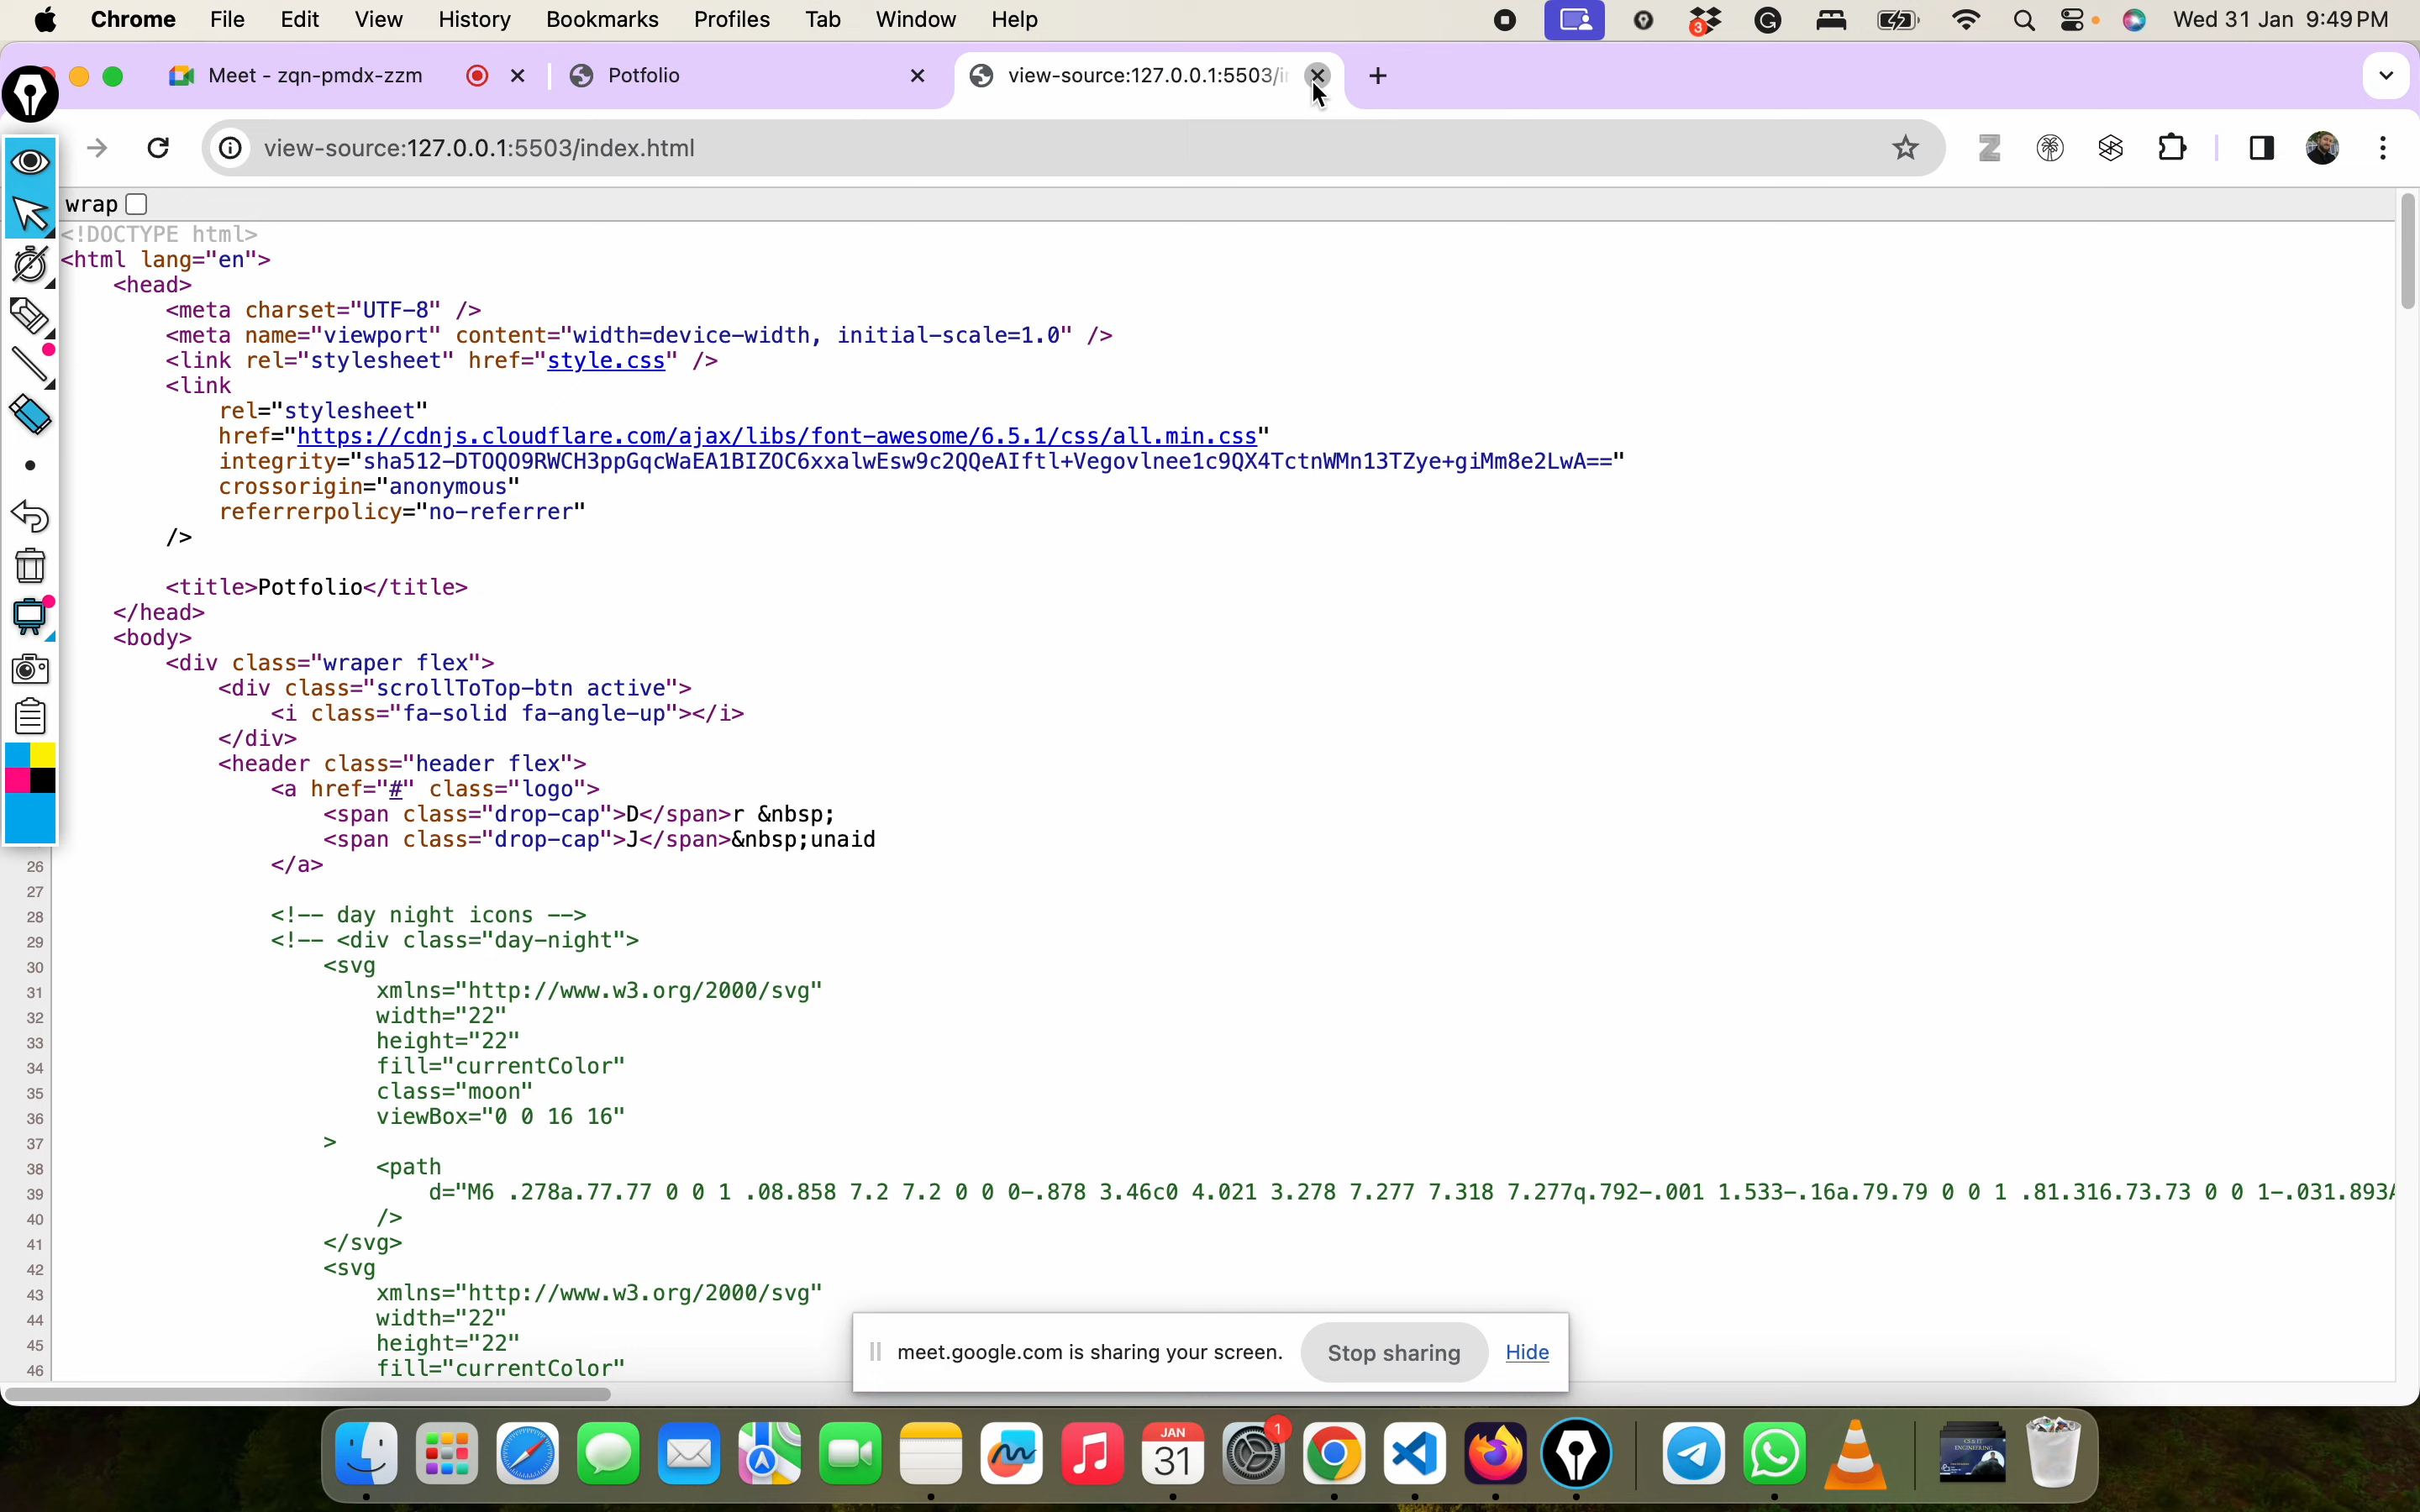 Chrome File Edit View History Bookmarks Profiles Tab Window Help 3 Wed 31 Jan 9:49 PM
Meet - zqn-pmdx-zzm Potfolio view-source:127.0.0.1:5503/i
view-source:127.0.0.1:5503/index.html
wrap
<!DOCTYPE html>
<html lang="en">
<head>
<meta charset="UTF-8" />
<meta name="viewport" content="width=device-width, initial-scale=1.0" />
<link rel="stylesheet" href="style.css" />
<link
rel="stylesheet"
href="https://cdnjs.cloudflare.com/ajax/libs/font-awesome/6.5.1/css/all.min.css"
integrity="sha512-DTOQO9RWCH3ppGqcWaEA1BIZOC6xxalwEsw9c2QQeAIftl+Vegovlnee1c9QX4TctnWMn13TZye+giMm8e2LwA=="
crossorigin="anonymous"
referrerpolicy="no-referrer"
/>
<title>Potfolio</title>
</head>
<body>
<div class="wraper flex">
<div class="scrollToTop-btn active">
<i class="fa-solid fa-angle-up"></i>
</div>
<header class="header flex">
<a href="#" class="logo">
<span class="drop-cap">D</span>r &nbsp;
<span class="drop-cap">J</span>&nbsp;unaid
26 </a>
27
28 <!-- day night icons -->
29 <!-- <div class="day-night">
30 <svg
31 xmlns="http://www.w3.org/2000/svg"
32 width="22"
33 height="22"
34 fill="currentColor"
35 class="moon"
36 viewBox="0 0 16 16"
37 >
38 <path
39 d="M6 .278a.77.77 0 0 1 .08.858 7.2 7.2 0 0 0-.878 3.46c0 4.021 3.278 7.277 7.318 7.277q.792-.001 1.533-.16a.79.79 0 0 1 .81.316.73.73 0 0 1-.031.893A
40 />
41 </svg>
42 <svg
43 xmlns="http://www.w3.org/2000/svg"
44 width="22"
45 height="22"
46 fill="currentColor"
meet.google.com is sharing your screen. Stop sharing Hide
JAN
31
1
CS & IT
ENGINEERING